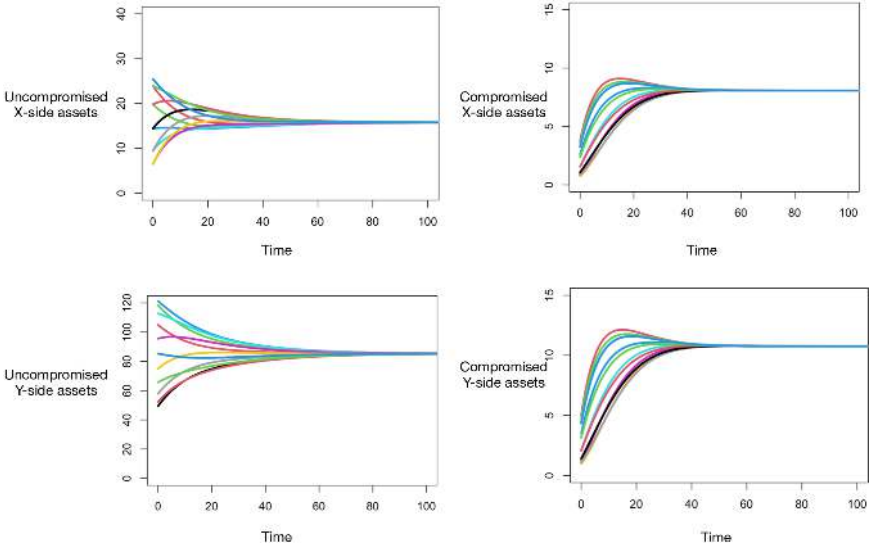 Uncompromised
X-side assets
40
30
20
10
0
0 20 40 60 80 100
Time
Compromised
X-side assets
15
10
5
0
0 20 40 60 80 100
Time
Uncompromised
Y-side assets
120
100
80
60
40
20
0
0 20 40 60 80 100
Time
Compromised
Y-side assets
15
10
5
0
0 20 40 60 80 100
Time